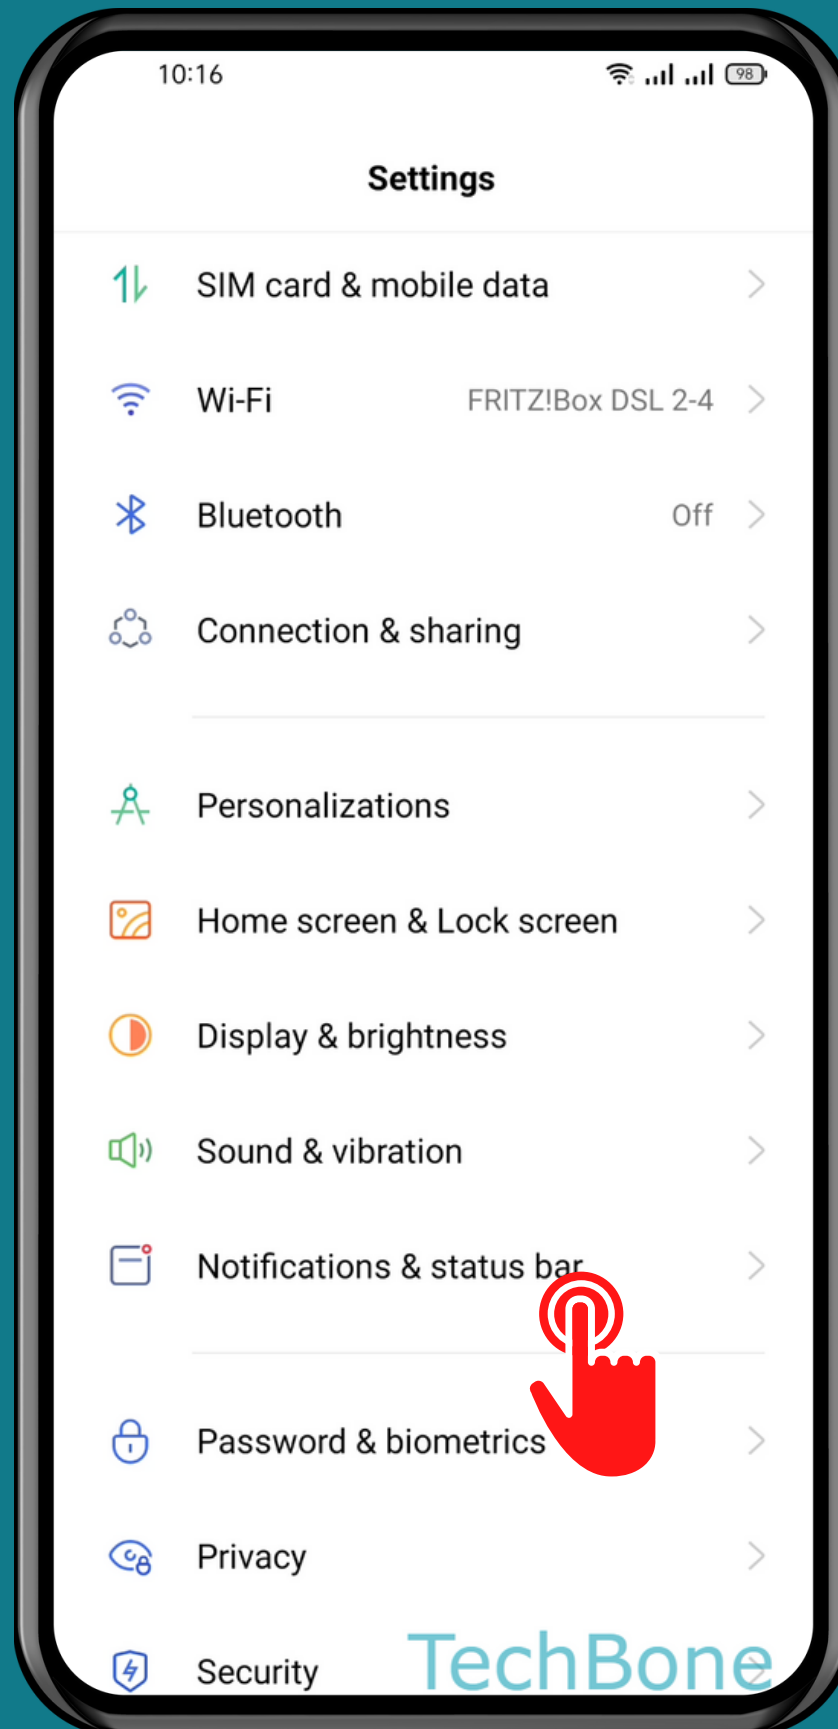 10:16
98
Settings
SIM card & mobile data
Wi-Fi FRITZ!Box DSL 2-4
Bluetooth Off
Connection & sharing
Personalizations
Home screen & Lock screen
Display & brightness
Sound & vibration
Notifications & status bar
Password & biometrics
Privacy
Security
TechBone